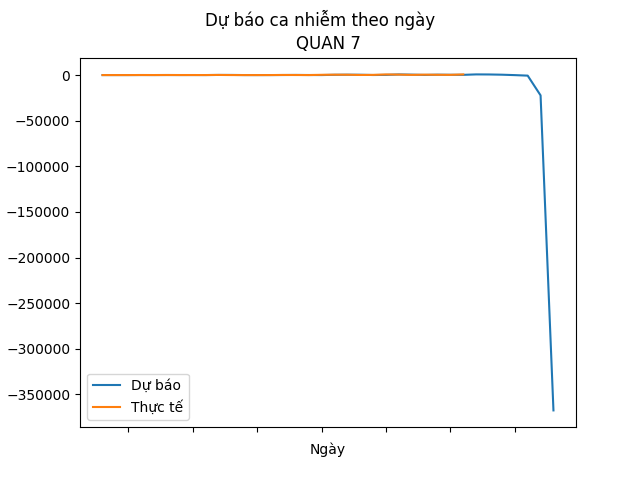 Dự báo ca nhiễm theo ngày
QUAN 7
0
−50000
−100000
−150000
−200000
−250000
−300000
−350000
Dự báo
Thực tế
Ngày